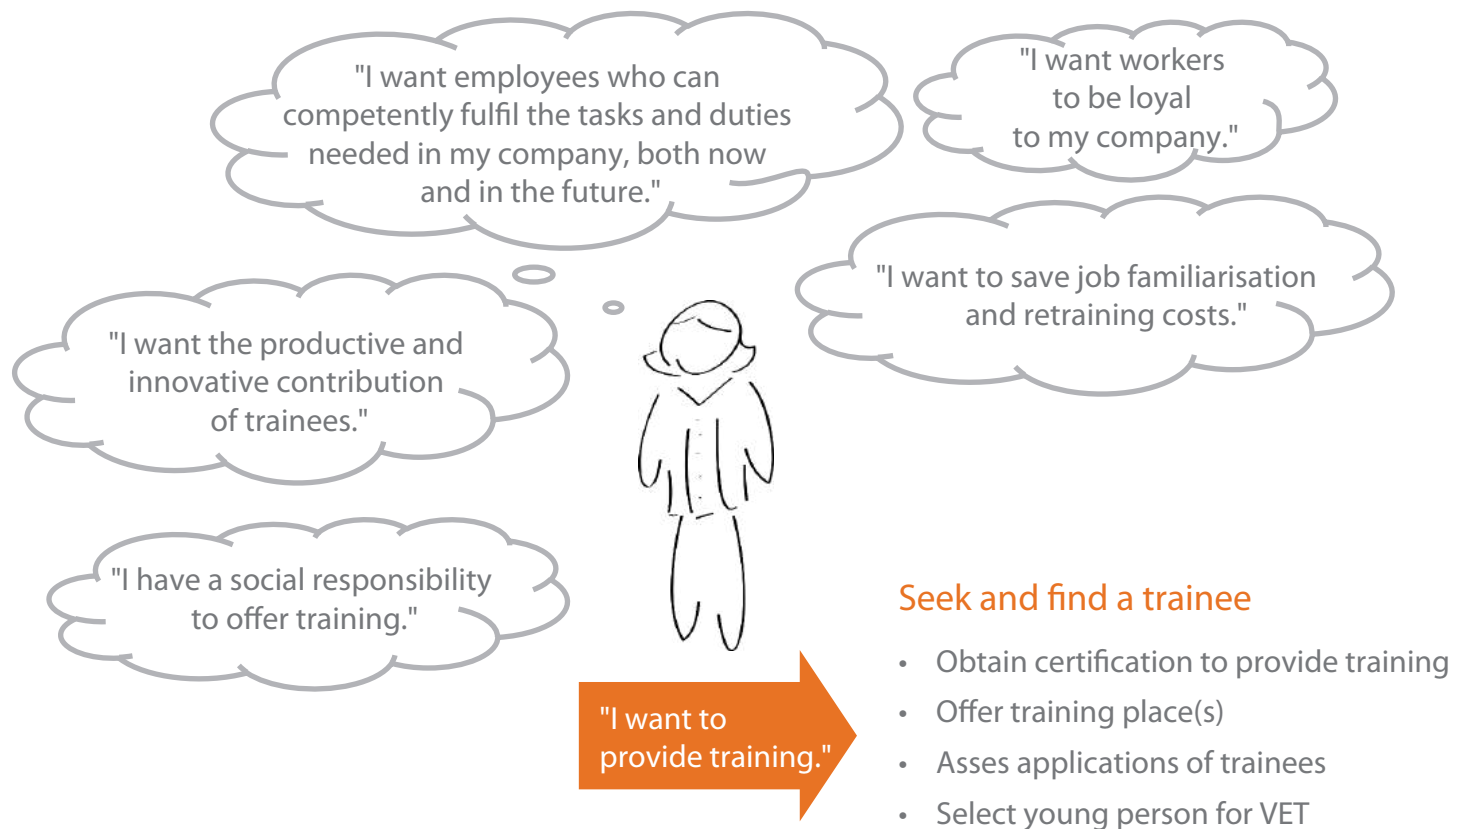 "I want employees who can
competently fulfil the tasks and duties
needed in my company, both now
and in the future."
"I want workers
to be loyal
to my company."
"I want to save job familiarisation
and retraining costs."
"I want the productive and
innovative contribution
of trainees."
"I have a social responsibility
to offer training."
"I want to
provide training."
Seek and find a trainee
• Obtain certification to provide training
• Offer training place(s)
• Asses applications of trainees
• Select young person for VET